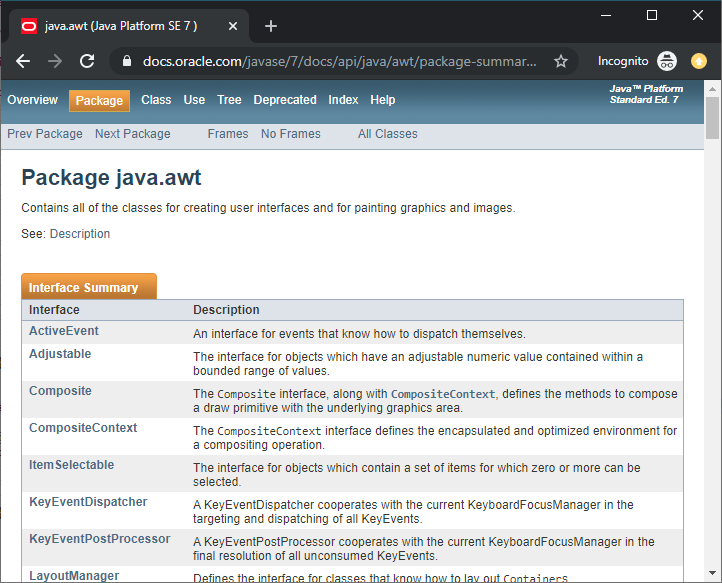 java.awt (Java Platform SE 7 )
docs.oracle.com/javase/7/docs/api/java/awt/package-summar...
Incognito
Overview Package Class Use Tree Deprecated Index Help
Java™ Platform
Standard Ed. 7
Prev Package Next Package Frames No Frames All Classes
Package java.awt
Contains all of the classes for creating user interfaces and for painting graphics and images.
See: Description
Interface Summary
Interface Description
ActiveEvent An interface for events that know how to dispatch themselves.
Adjustable The interface for objects which have an adjustable numeric value contained within a
bounded range of values.
Composite The Composite interface, along with CompositeContext, defines the methods to compose
a draw primitive with the underlying graphics area.
CompositeContext The CompositeContext interface defines the encapsulated and optimized environment for
a compositing operation.
ItemSelectable The interface for objects which contain a set of items for which zero or more can be
selected.
KeyEventDispatcher A KeyEventDispatcher cooperates with the current KeyboardFocusManager in the
targeting and dispatching of all KeyEvents.
KeyEventPostProcessor A KeyEventPostProcessor cooperates with the current KeyboardFocusManager in the
final resolution of all unconsumed KeyEvents.
LayoutManager Defines the interface for classes that know how to lay out Containers.